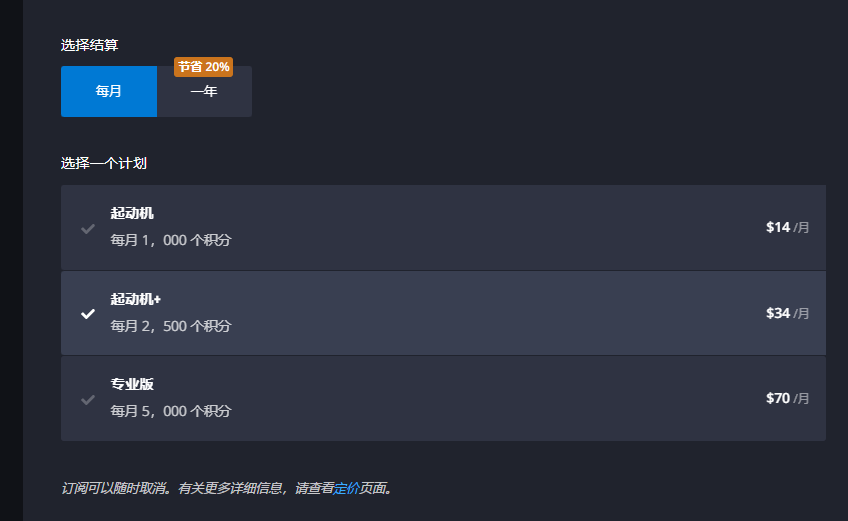 选择结算
节省 20%
每月
一年
选择一个计划
起动机
每月 1，000 个积分
$14 /月
起动机+
每月 2，500 个积分
$34 /月
专业版
每月 5，000 个积分
$70 /月
订阅可以随时取消。有关更多详细信息，请查看定价页面。